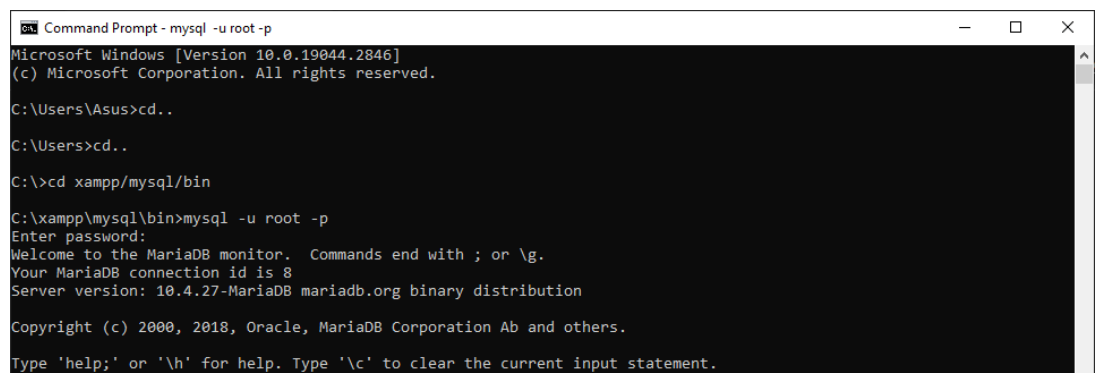 Command Prompt - mysql -u root -p
Microsoft Windows [Version 10.0.19044.2846]
(c) Microsoft Corporation. All rights reserved.
C:\Users\Asus>cd..
C:\Users>cd..
C:\>cd xampp/mysql/bin
C:\xampp\mysql\bin>mysql -u root -p
Enter password:
Welcome to the MariaDB monitor.  Commands end with ; or \g.
Your MariaDB connection id is 8
Server version: 10.4.27-MariaDB mariadb.org binary distribution
Copyright (c) 2000, 2018, Oracle, MariaDB Corporation Ab and others.
Type 'help;' or '\h' for help. Type '\c' to clear the current input statement.